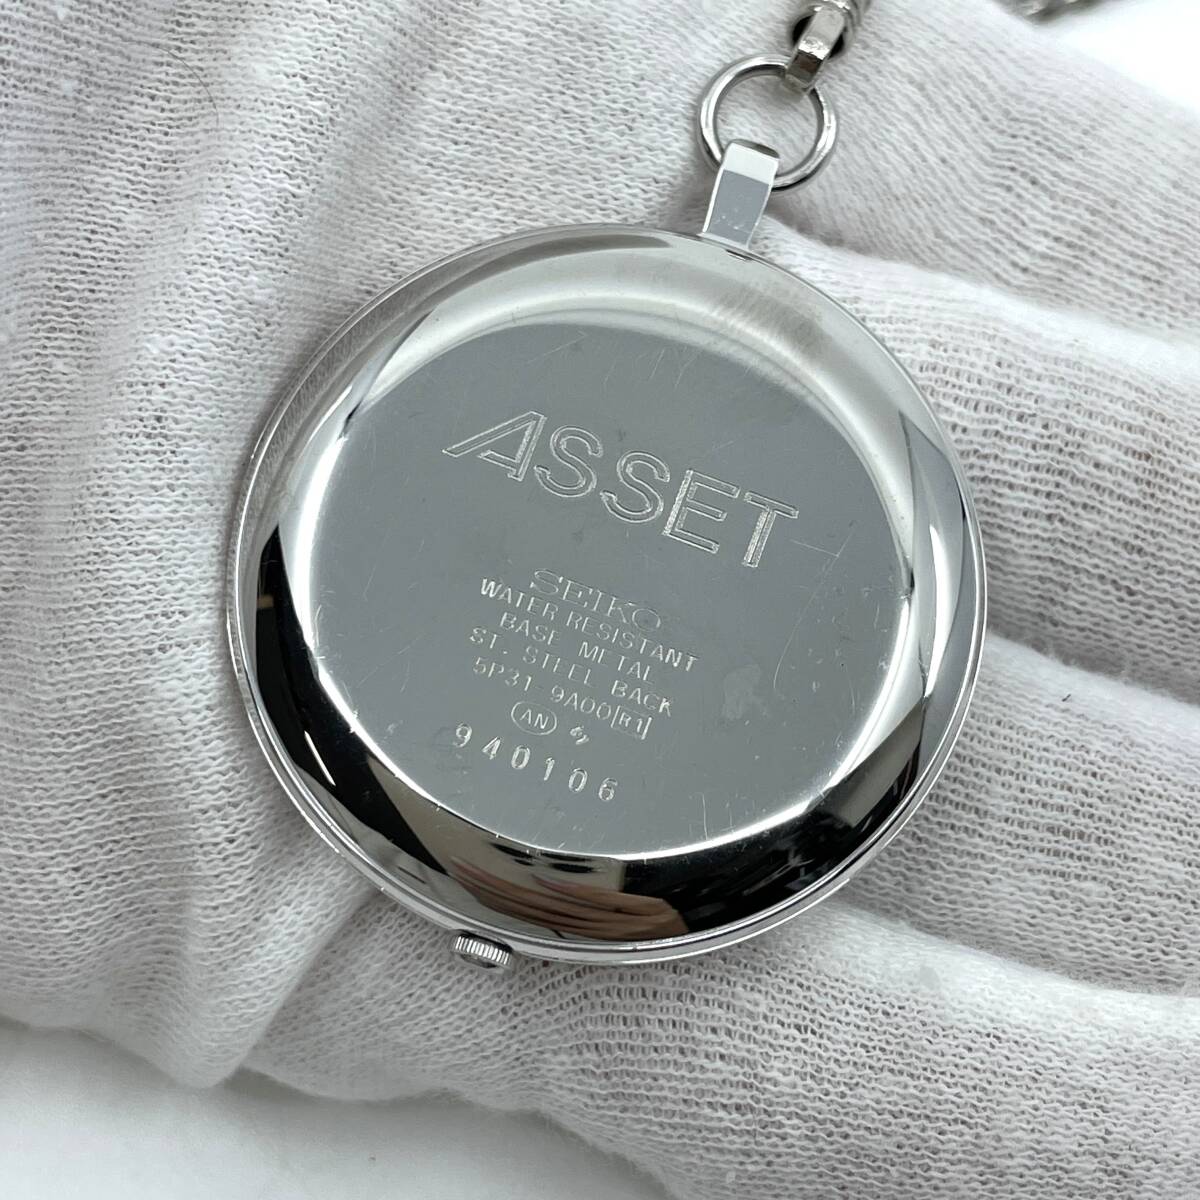 ASSET
SEIKO
WATER RESISTANT
BASE METAL
ST. STEEL BACK
5P31-9A00 R1
AN
940106